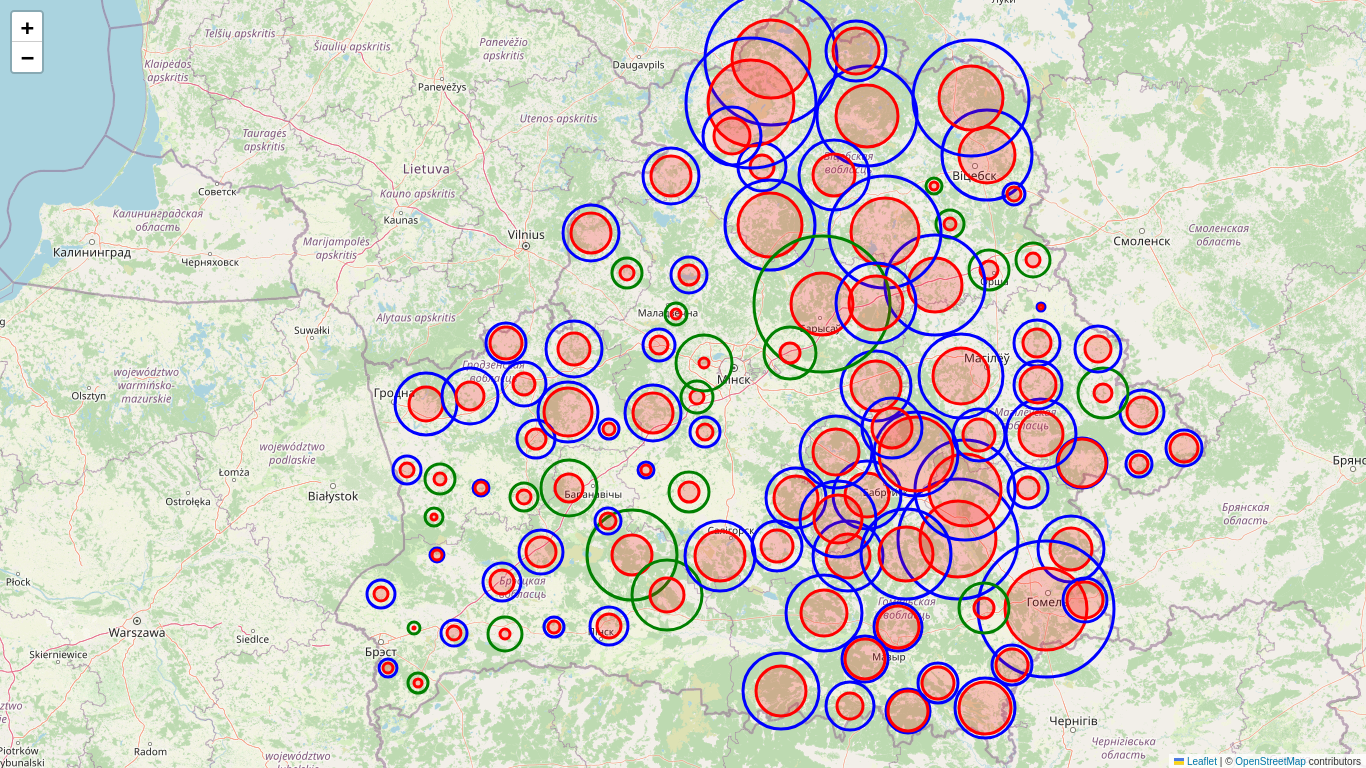 +
−
Луки
Telšių apskritis
Šiaulių apskritis
Panevėžio
apskritis
Klaipėdos
apskritis
Daugavpils
Panevėžys
Utenos apskritis
Tauragės
apskritis
Lietuva
Віцебская
вобласць
Віцебск
Советск
Kauno apskritis
Калининградская
область
Kaunas
Vilnius
Marijampolės
apskritis
Калининград
Черняховск
Смоленск
Смоленская
область
Орша
Alytaus apskritis
Маладзечна
Suwałki
Барысаў
Гродзенская
вобласць
Магілёў
województwo
warmińsko-
mazurskie
Olsztyn
Гродна
Мінск
Магілёўская
вобласць
województwo
podlaskie
Łomża
Białystok
Ostrołęka
Баранавічы
Бабруйск
Брянск
Брянская
область
Салігорск
Płock
Брэсцкая
вобласць
Гомельская
вобласць
Гомель
Warszawa
Siedlce
Пінск
Skierniewice
Брэст
Мазыр
Чернігів
Чернігівська
область
Piotrków
Trybunalski
Radom
województwo
lubelskie
Leaflet | © OpenStreetMap contributors